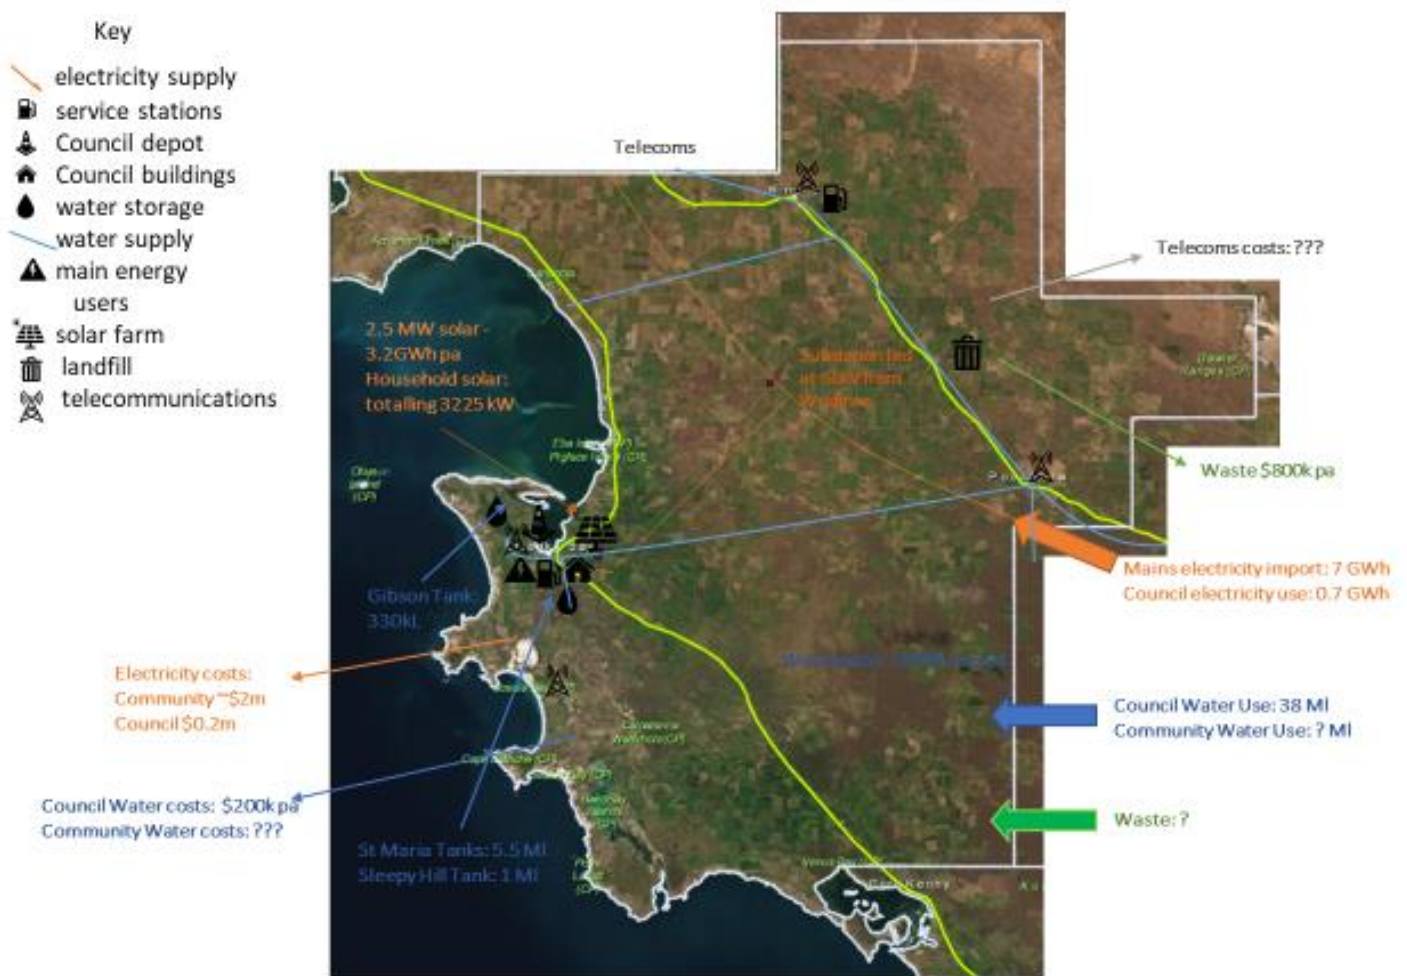 Key
electricity supply
service stations
Council depot
Council buildings
water storage
water supply
main energy
users
solar farm
landfill
telecommunications
Telecoms
Telecoms costs: ???
2.5 MW solar -
3.2GWh pa
Household solar:
totalling 3225 kW
Substation
Waste $800k pa
Mains electricity import: 7 GWh
Council electricity use: 0.7 GWh
Gibson Tank:
330kL
Electricity costs:
Community ~$2m
Council $0.2m
Council Water Use: 38 Ml
Community Water Use: ? Ml
Council Water costs: $200k pa
Community Water costs: ???
Waste: ?
St Maria Tanks: 5.5 Ml
Sleepy Hill Tank: 1 Ml
Port Kenny